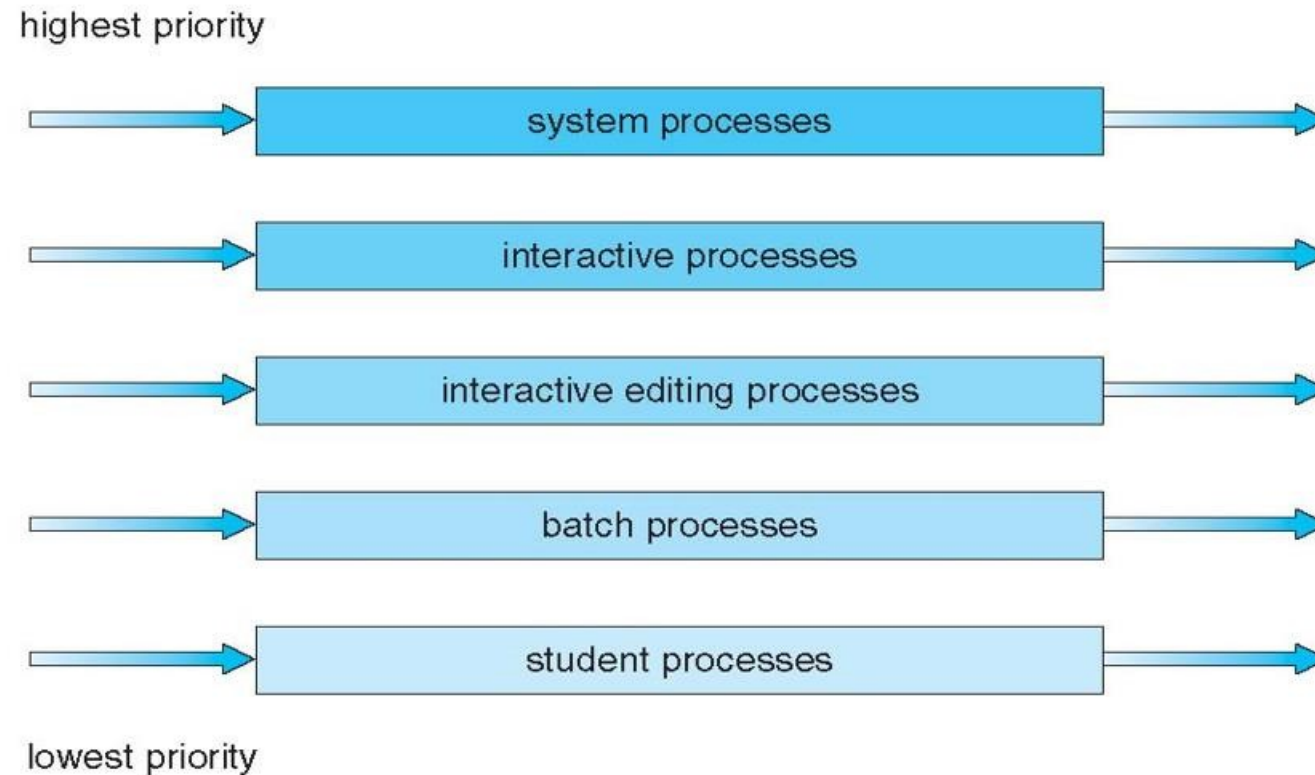 highest priority
system processes
interactive processes
interactive editing processes
batch processes
student processes
lowest priority